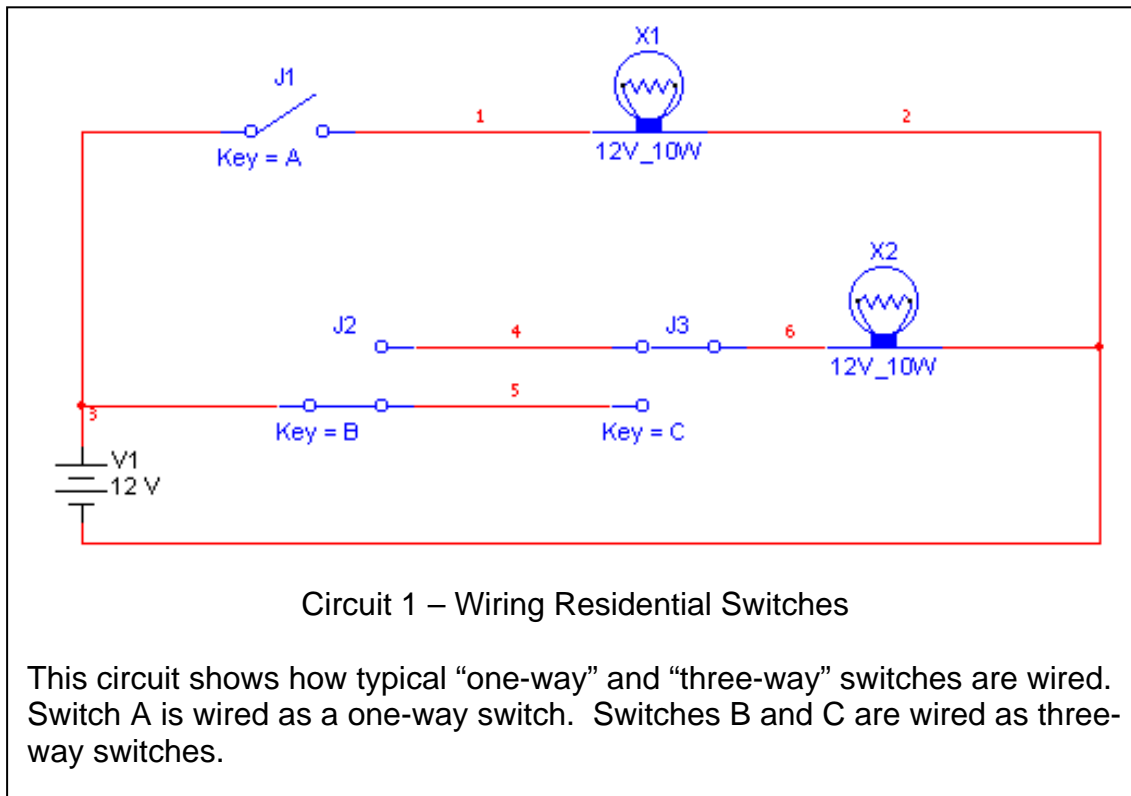 X1
J1
1
2
Key = A
12V_10W
X2
J2
4
J3
6
12V_10W
3
5
Key = B
Key = C
V1
12 V
Circuit 1 – Wiring Residential Switches
This circuit shows how typical “one-way” and “three-way” switches are wired.
Switch A is wired as a one-way switch.  Switches B and C are wired as three-
way switches.